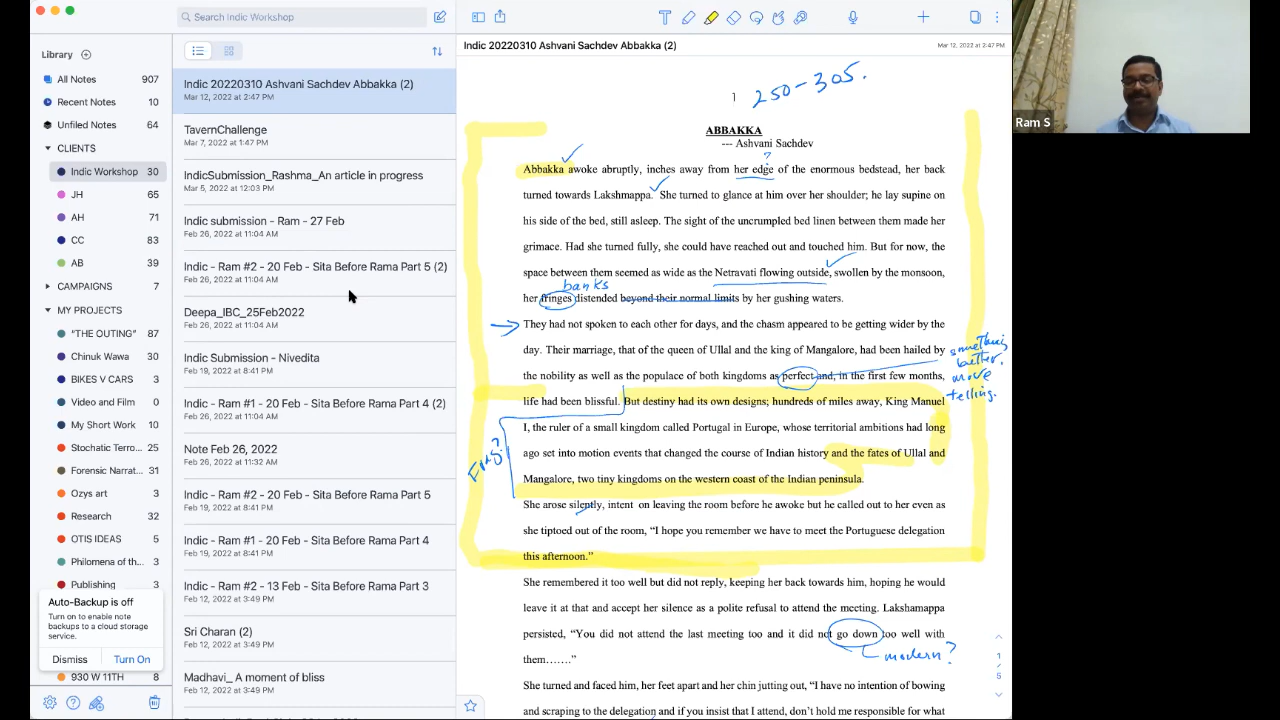 Search Indic Workshop
Library
All Notes 907
Recent Notes 10
Unfiled Notes 64
CLIENTS
Indic Workshop 30
JH 65
AH 71
CC 83
AB 39
CAMPAIGNS 7
MY PROJECTS
"THE OUTING" 87
Chinuk Wawa 30
BIKES V CARS 3
Video and Film 0
My Short Work 10
Stochatic Terro... 25
Forensic Narrat... 31
Ozys art 3
Research 32
OTIS IDEAS 5
Philomena of th... 3
Publishing 3
Auto-Backup is off
Turn on to enable note
backups to a cloud storage
service.
Dismiss Turn On
930 W 11TH 8
Indic 20220310 Ashvani Sachdev Abbakka (2)
Mar 12, 2022 at 2:47 PM
TavernChallenge
Mar 7, 2022 at 1:47 PM
IndicSubmission_Rashma_An article in progress
Mar 5, 2022 at 12:03 PM
Indic submission - Ram - 27 Feb
Feb 26, 2022 at 11:04 AM
Indic - Ram #2 - 20 Feb - Sita Before Rama Part 5 (2)
Feb 26, 2022 at 11:04 AM
Deepa_IBC_25Feb2022
Feb 26, 2022 at 11:04 AM
Indic Submission - Nivedita
Feb 19, 2022 at 8:41 PM
Indic - Ram #1 - 20 Feb - Sita Before Rama Part 4 (2)
Feb 26, 2022 at 11:04 AM
Note Feb 26, 2022
Feb 26, 2022 at 11:32 AM
Indic - Ram #2 - 20 Feb - Sita Before Rama Part 5
Feb 19, 2022 at 8:41 PM
Indic - Ram #1 - 20 Feb - Sita Before Rama Part 4
Feb 19, 2022 at 8:41 PM
Indic - Ram #2 - 13 Feb - Sita Before Rama Part 3
Feb 12, 2022 at 3:49 PM
Sri Charan (2)
Feb 12, 2022 at 3:49 PM
Madhavi_ A moment of bliss
Feb 12, 2022 at 3:49 PM
Indic 20220310 Ashvani Sachdev Abbakka (2)
Mar 12, 2022 at 2:47 PM
1 250-305.
ABBAKKA
--- Ashvani Sachdev
?
Abbakka awoke abruptly, inches away from her edge of the enormous bedstead, her back
turned towards Lakshmappa. She turned to glance at him over her shoulder; he lay supine on
his side of the bed, still asleep. The sight of the uncrumpled bed linen between them made her
grimace. Had she turned fully, she could have reached out and touched him. But for now, the
space between them seemed as wide as the Netravati flowing outside, swollen by the monsoon,
banks
her fringes distended beyond their normal limits by her gushing waters.
They had not spoken to each other for days, and the chasm appeared to be getting wider by the
day. Their marriage, that of the queen of Ullal and the king of Mangalore, had been hailed by
the nobility as well as the populace of both kingdoms as perfect and, in the first few months,
something
better.
more
telling.
life had been blissful. But destiny had its own designs; hundreds of miles away, King Manuel
I, the ruler of a small kingdom called Portugal in Europe, whose territorial ambitions had long
ago set into motion events that changed the course of Indian history and the fates of Ullal and
Mangalore, two tiny kingdoms on the western coast of the Indian peninsula.
She arose silently, intent on leaving the room before he awoke but he called out to her even as
she tiptoed out of the room, "I hope you remember we have to meet the Portuguese delegation
this afternoon."
She remembered it too well but did not reply, keeping her back towards him, hoping he would
leave it at that and accept her silence as a polite refusal to attend the meeting. Lakshamappa
persisted, "You did not attend the last meeting too and it did not go down too well with
them......."
modern?
She turned and faced him, her feet apart and her chin jutting out, "I have no intention of bowing
and scraping to the delegation and if you insist that I attend, don't hold me responsible for what
1
/
5
Ram S